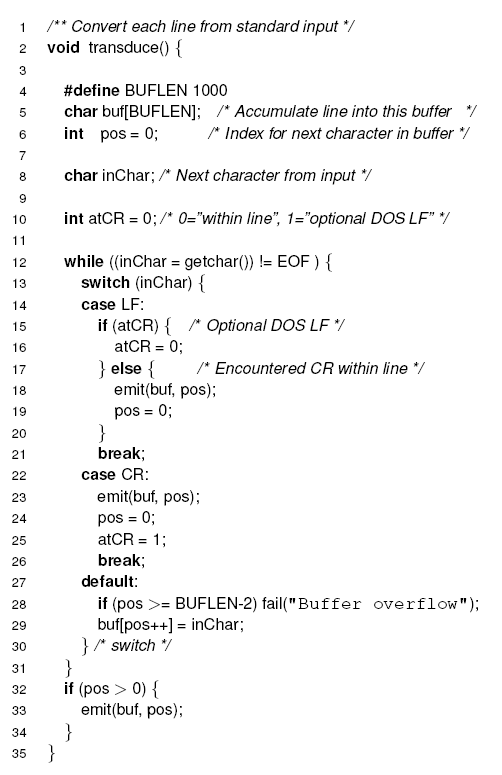 1 /** Convert each line from standard input */
2 void transduce() {
3
4 #define BUFLEN 1000
5 char buf[BUFLEN]; /* Accumulate line into this buffer */
6 int pos = 0; /* Index for next character in buffer */
7
8 char inChar; /* Next character from input */
9
10 int atCR = 0; /* 0="within line", 1="optional DOS LF" */
11
12 while ((inChar = getchar()) != EOF ) {
13 switch (inChar) {
14 case LF:
15 if (atCR) { /* Optional DOS LF */
16 atCR = 0;
17 } else { /* Encountered CR within line */
18 emit(buf, pos);
19 pos = 0;
20 }
21 break;
22 case CR:
23 emit(buf, pos);
24 pos = 0;
25 atCR = 1;
26 break;
27 default:
28 if (pos >= BUFLEN-2) fail("Buffer overflow");
29 buf[pos++] = inChar;
30 } /* switch */
31 }
32 if (pos > 0) {
33 emit(buf, pos);
34 }
35 }